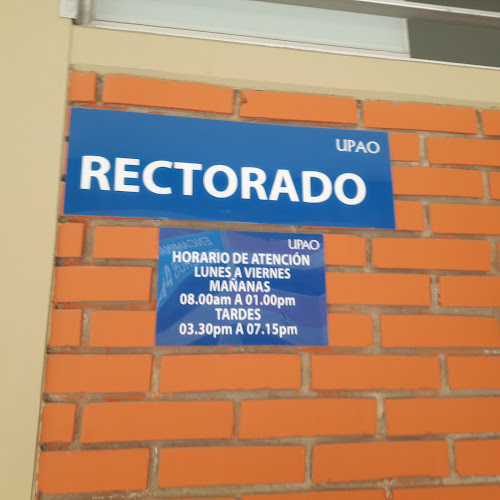 UPAO
RECTORADO
UPAO
HORARIO DE ATENCIÓN
LUNES A VIERNES
MAÑANAS
08.00am A 01.00pm
TARDES
03.30pm A 07.15pm